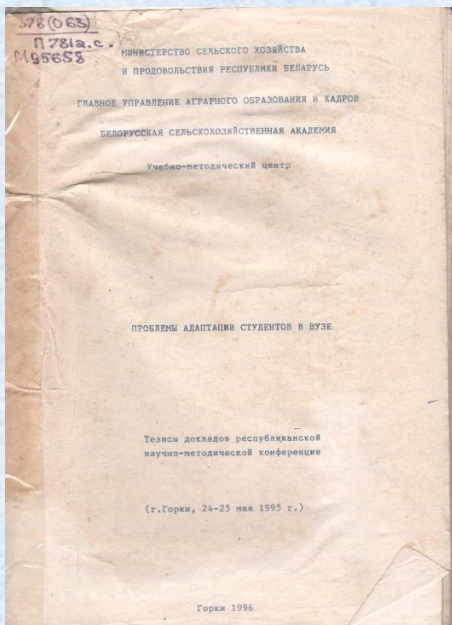 378(063)
П 781а.с.
М95658
МИНИСТЕРСТВО СЕЛЬСКОГО ХОЗЯЙСТВА
И ПРОДОВОЛЬСТВИЯ РЕСПУБЛИКИ БЕЛАРУСЬ
ГЛАВНОЕ УПРАВЛЕНИЕ АГРАРНОГО ОБРАЗОВАНИЯ И КАДРОВ
БЕЛОРУССКАЯ СЕЛЬСКОХОЗЯЙСТВЕННАЯ АКАДЕМИЯ
Учебно-методический центр
ПРОБЛЕМЫ АДАПТАЦИИ СТУДЕНТОВ В ВУЗЕ
Тезисы докладов республиканской
научно-методической конференции
(г.Горки, 24-25 мая 1995 г.)
Горки 1996